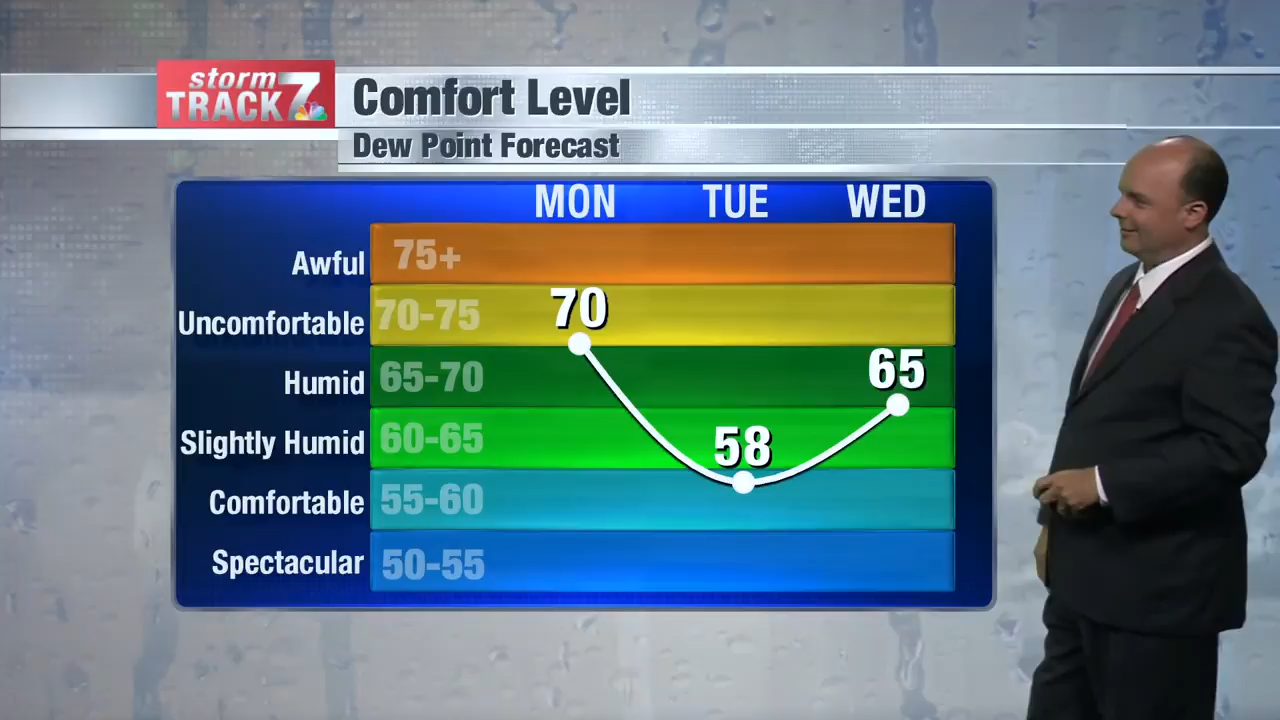 storm
TRACK 7
Comfort Level
Dew Point Forecast
MON TUE WED
Awful 75+
Uncomfortable 70-75
70
Humid 65-70
65
Slightly Humid 60-65
58
Comfortable 55-60
Spectacular 50-55